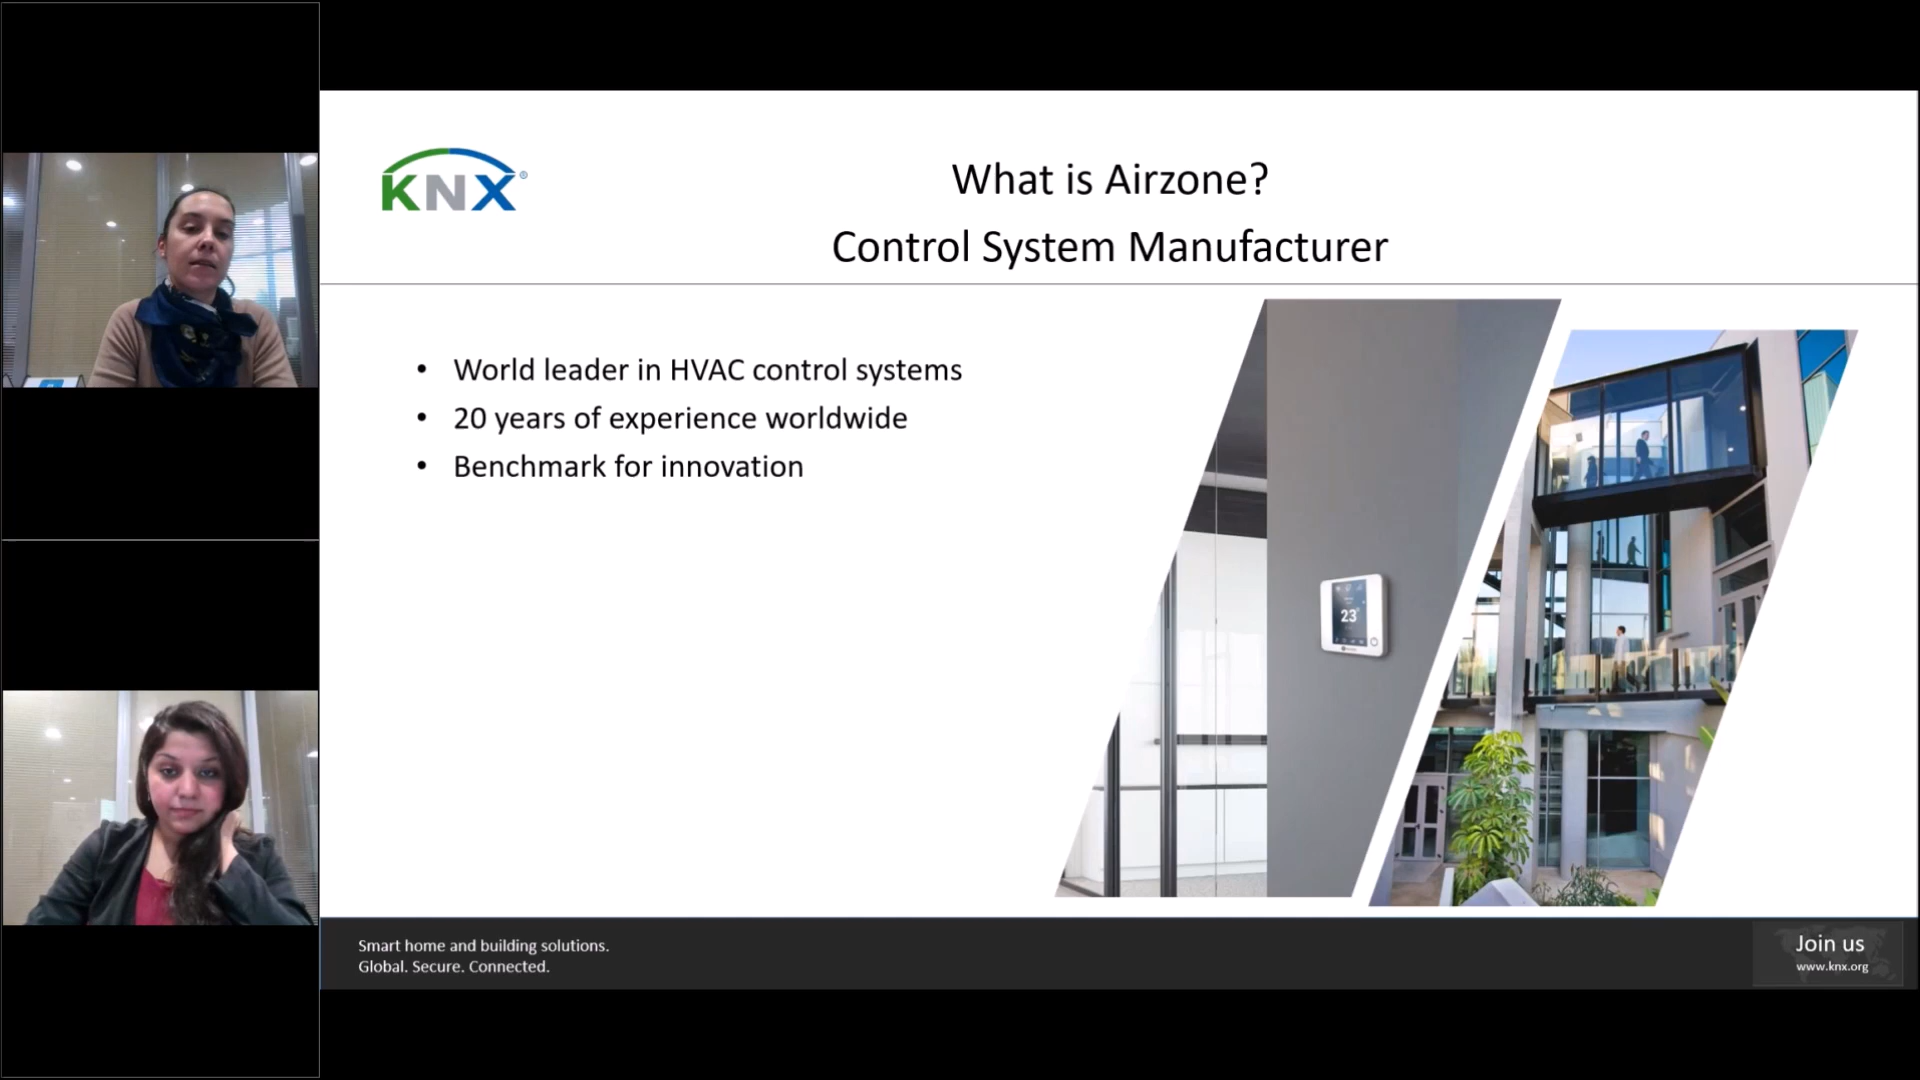 KNX®
What is Airzone?
Control System Manufacturer
• World leader in HVAC control systems
• 20 years of experience worldwide
• Benchmark for innovation
23
Smart home and building solutions.
Global. Secure. Connected.
Join us
www.knx.org